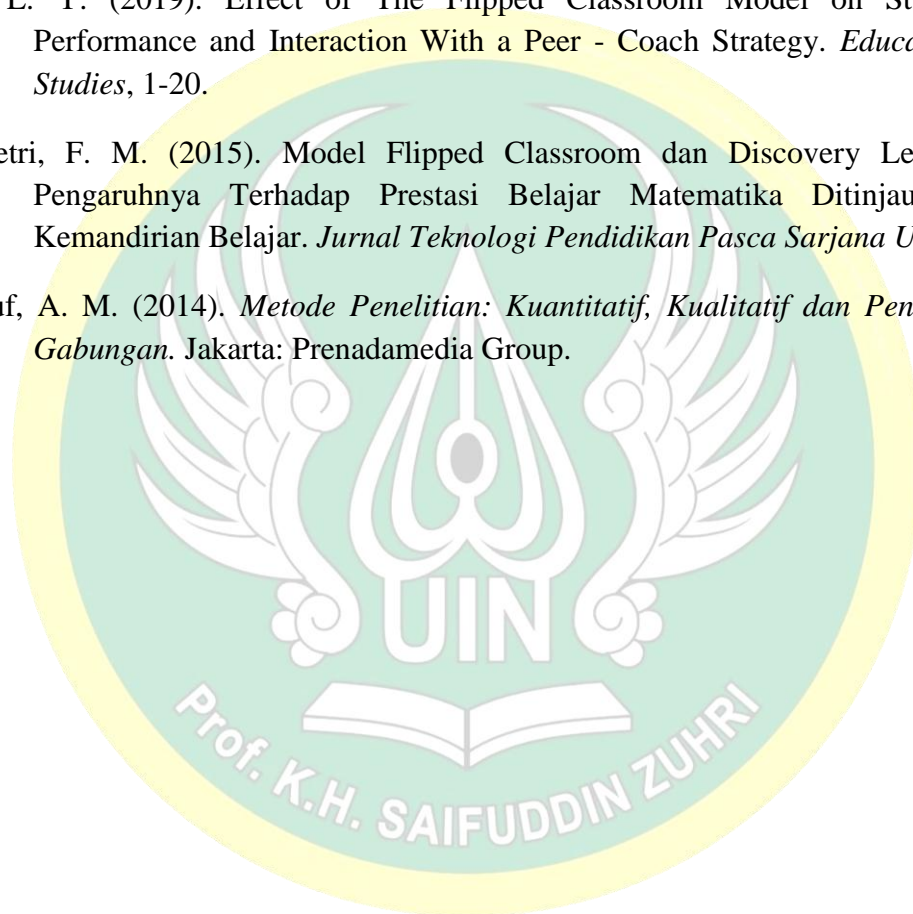 (2019). Effect of The Flipped Classroom Model on Stu
Performance and Interaction With a Peer - Coach Strategy. Educa
Studies, 1-20.
etri, F. M. (2015). Model Flipped Classroom dan Discovery Le
Pengaruhnya Terhadap Prestasi Belajar Matematika Ditinjau
Kemandirian Belajar. Jurnal Teknologi Pendidikan Pasca Sarjana U
uf, A. M. (2014). Metode Penelitian: Kuantitatif, Kualitatif dan Pen
Gabungan. Jakarta: Prenadamedia Group.
UIN
Prof. K.H. SAIFUDDIN ZUHRI